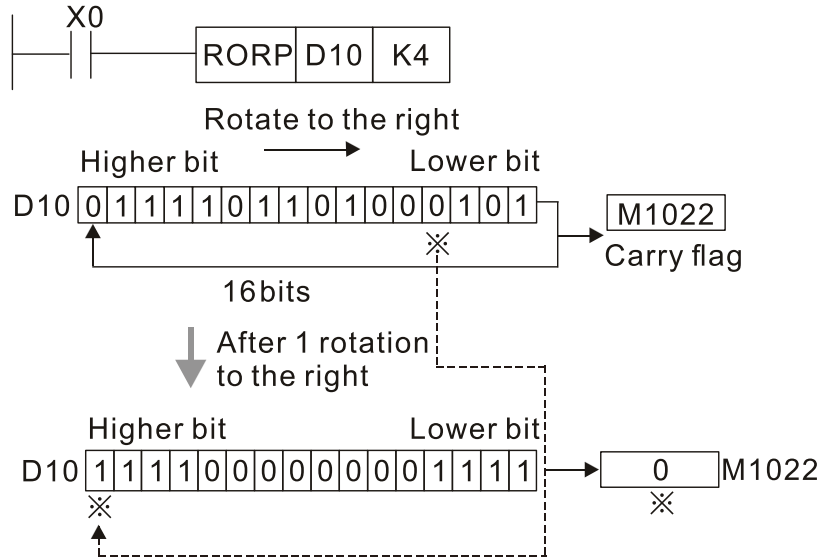 X0
RORP D10 K4
Rotate to the right
Higher bit Lower bit
D10 0 1 1 1 1 0 1 1 0 1 0 0 0 1 0 1 M1022
※ Carry flag
16bits
After 1 rotation
to the right
Higher bit Lower bit
D10 1 1 1 1 0 0 0 0 0 0 0 0 1 1 1 1 0 M1022
※ ※